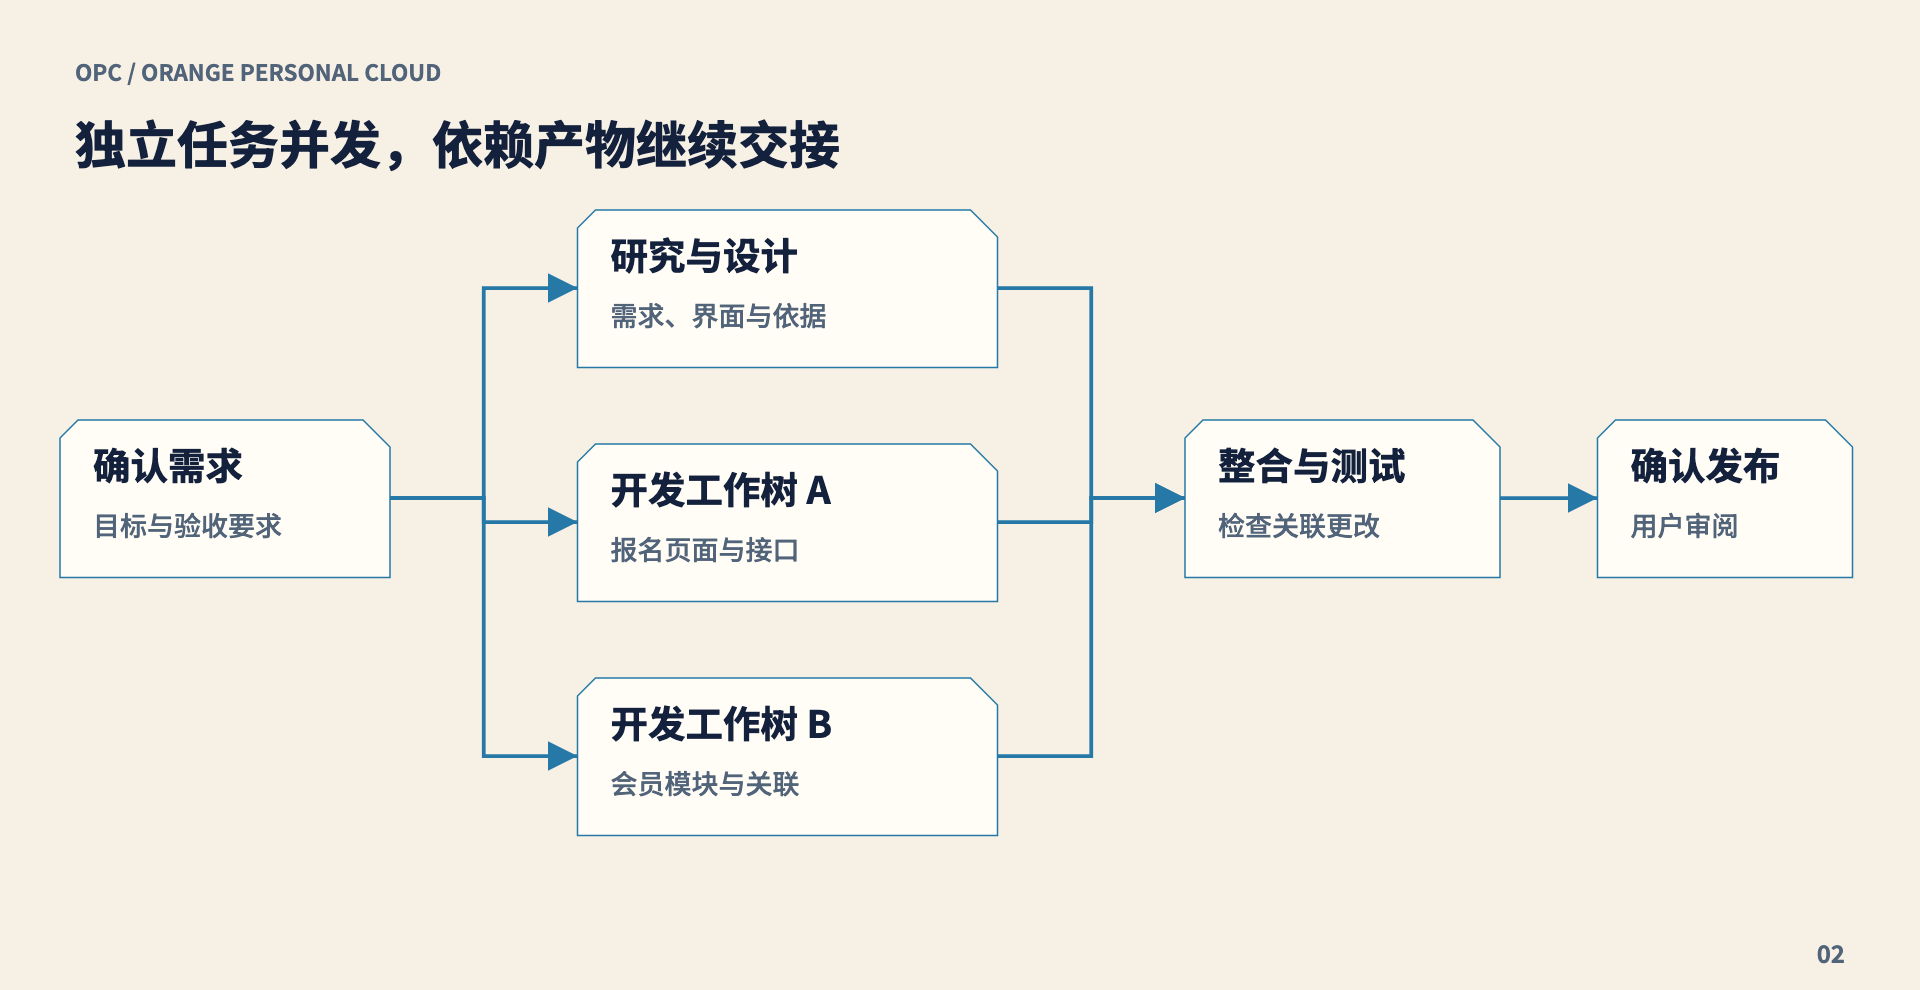 OPC / ORANGE PERSONAL CLOUD
独立任务并发，依赖产物继续交接
确认需求
目标与验收要求
研究与设计
需求、界面与依据
开发工作树 A
报名页面与接口
开发工作树 B
会员模块与关联
整合与测试
检查关联更改
确认发布
用户审阅
02